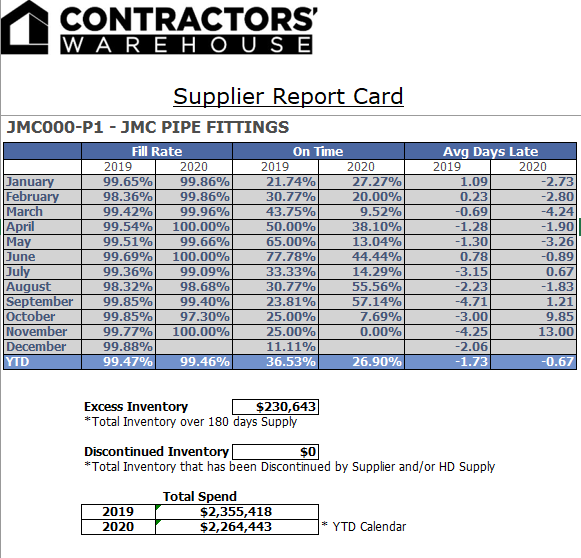 CONTRACTORS'
WAREHOUSE
Supplier Report Card
JMC000-P1 - JMC PIPE FITTINGS
Fill Rate On Time Avg Days Late
2019 2020 2019 2020 2019 2020
January 99.65% 99.86% 21.74% 27.27% 1.09 -2.73
February 98.36% 99.86% 30.77% 20.00% 0.23 -2.80
March 99.42% 99.96% 43.75% 9.52% -0.69 -4.24
April 99.54% 100.00% 50.00% 38.10% -1.28 -1.90
May 99.51% 99.66% 65.00% 13.04% -1.30 -3.26
June 99.69% 100.00% 77.78% 44.44% 0.78 -0.89
July 99.36% 99.09% 33.33% 14.29% -3.15 0.67
August 98.32% 98.68% 30.77% 55.56% -2.23 -1.83
September 99.85% 99.40% 23.81% 57.14% -4.71 1.21
October 99.85% 97.30% 25.00% 7.69% -3.00 9.85
November 99.77% 100.00% 25.00% 0.00% -4.25 13.00
December 99.88% 11.11% -2.06
YTD 99.47% 99.46% 36.53% 26.90% -1.73 -0.67
Excess Inventory $230,643
*Total Inventory over 180 days Supply
Discontinued Inventory $0
*Total Inventory that has been Discontinued by Supplier and/or HD Supply
Total Spend
2019 $2,355,418
2020 $2,264,443 * YTD Calendar